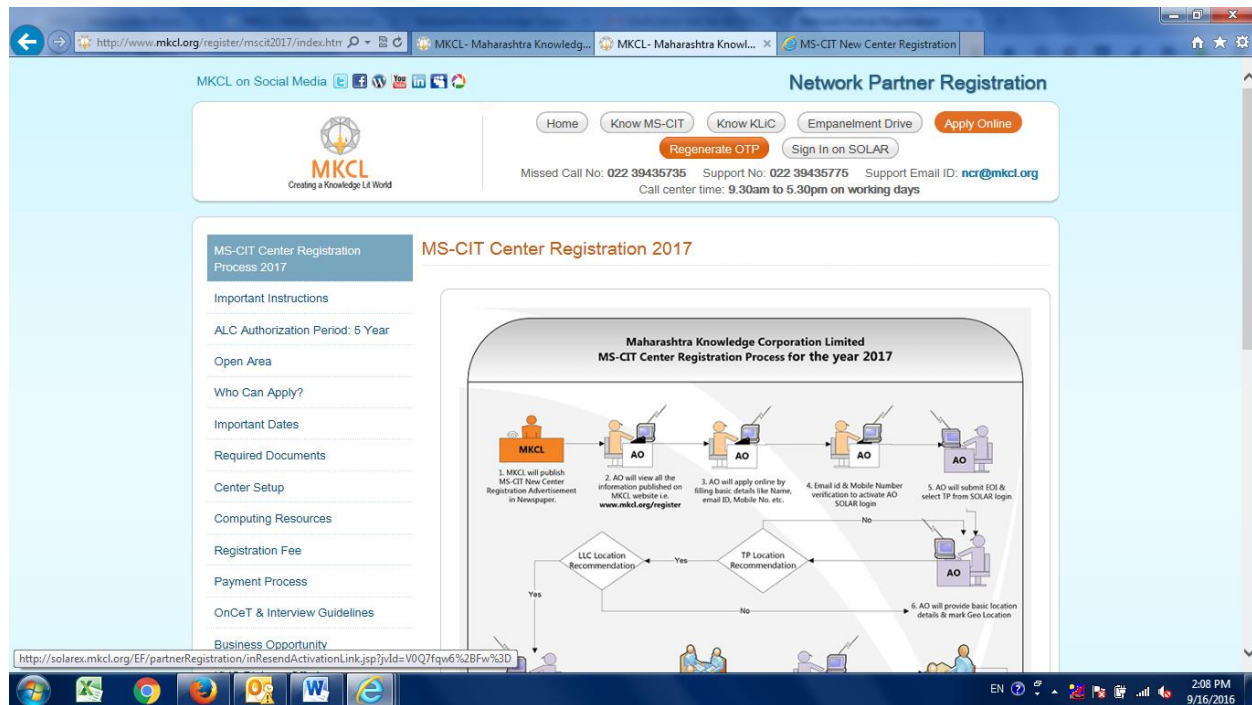 http://www.mkcl.org/register/mscit2017/index.htm
MKCL- Maharashtra Knowledg...
MKCL- Maharashtra Knowl...
MS-CIT New Center Registration
MKCL on Social Media
Network Partner Registration
Home
Know MS-CIT
Know KLiC
Empanelment Drive
Apply Online
Regenerate OTP
Sign In on SOLAR
MKCL
Creating a Knowledge Lit World
Missed Call No: 022 39435735 Support No: 022 39435775 Support Email ID: ncr@mkcl.org
Call center time: 9.30am to 5.30pm on working days
MS-CIT Center Registration
Process 2017
Important Instructions
ALC Authorization Period: 5 Year
Open Area
Who Can Apply?
Important Dates
Required Documents
Center Setup
Computing Resources
Registration Fee
Payment Process
OnCeT & Interview Guidelines
Business Opportunity
MS-CIT Center Registration 2017
Maharashtra Knowledge Corporation Limited
MS-CIT Center Registration Process for the year 2017
MKCL
AO
AO
AO
AO
1. MKCL will publish
MS-CIT New Center
Registration Advertisement
in Newspaper.
2. AO will view all the
information published on
MKCL website i.e.
www.mkcl.org/register
3. AO will apply online by
filling basic details like Name,
email ID, Mobile No. etc.
4. Email id & Mobile Number
verification to activate AO
SOLAR login
5. AO will submit EOI &
select TP from SOLAR login
No
LLC Location
Recommendation
Yes
TP Location
Recommendation
AO
Yes
No
6. AO will provide basic location
details & mark Geo Location
http://solarex.mkcl.org/EF/partnerRegistration/inResendActivationLink.jsp?jvId=V0Q7fqw6%2BFw%3D
EN
2:08 PM
9/16/2016